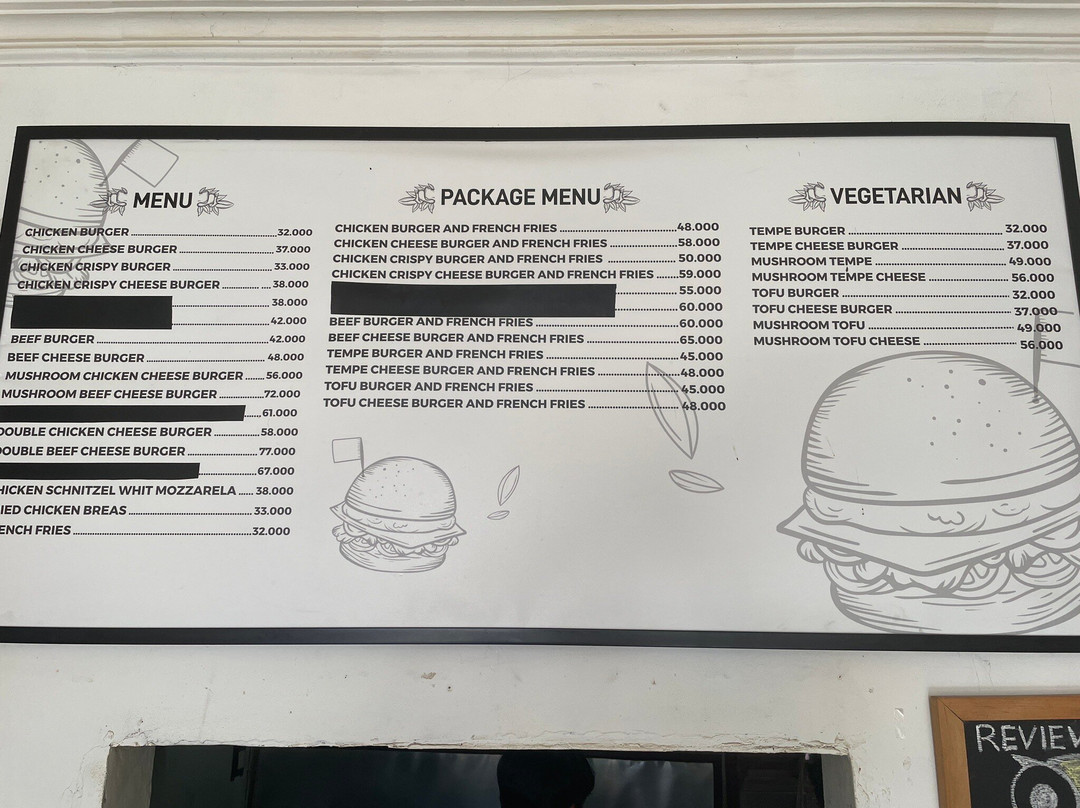 MENU
CHICKEN BURGER 32.000
CHICKEN CHEESE BURGER 37.000
CHICKEN CRISPY BURGER 33.000
CHICKEN CRISPY CHEESE BURGER 38.000
38.000
42.000
BEEF BURGER 42.000
BEEF CHEESE BURGER 48.000
MUSHROOM CHICKEN CHEESE BURGER 56.000
MUSHROOM BEEF CHEESE BURGER 72.000
61.000
DOUBLE CHICKEN CHEESE BURGER 58.000
DOUBLE BEEF CHEESE BURGER 77.000
67.000
HICKEN SCHNITZEL WHIT MOZZARELA 38.000
IED CHICKEN BREAS 33.000
ENCH FRIES 32.000
PACKAGE MENU
CHICKEN BURGER AND FRENCH FRIES 48.000
CHICKEN CHEESE BURGER AND FRENCH FRIES 58.000
CHICKEN CRISPY BURGER AND FRENCH FRIES 50.000
CHICKEN CRISPY CHEESE BURGER AND FRENCH FRIES 59.000
55.000
60.000
BEEF BURGER AND FRENCH FRIES 60.000
BEEF CHEESE BURGER AND FRENCH FRIES 65.000
TEMPE BURGER AND FRENCH FRIES 45.000
TEMPE CHEESE BURGER AND FRENCH FRIES 48.000
TOFU BURGER AND FRENCH FRIES 45.000
TOFU CHEESE BURGER AND FRENCH FRIES 48.000
VEGETARIAN
TEMPE BURGER 32.000
TEMPE CHEESE BURGER 37.000
MUSHROOM TEMPE 49.000
MUSHROOM TEMPE CHEESE 56.000
TOFU BURGER 32.000
TOFU CHEESE BURGER 37.000
MUSHROOM TOFU 49.000
MUSHROOM TOFU CHEESE 56.000
REVIEW